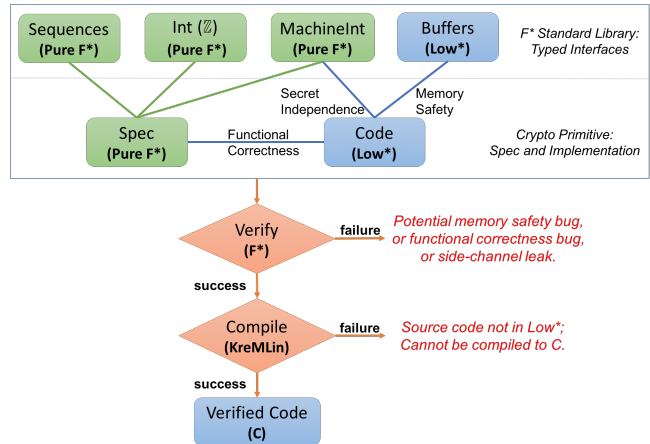 Sequences
(Pure F*)
Int (ℤ)
(Pure F*)
MachineInt
(Pure F*)
Buffers
(Low*)
F* Standard Library:
Typed Interfaces
Secret
Independence
Memory
Safety
Spec
(Pure F*)
Functional
Correctness
Code
(Low*)
Crypto Primitive:
Spec and Implementation
Verify
(F*)
failure
Potential memory safety bug,
or functional correctness bug,
or side-channel leak.
success
Compile
(KreMLin)
failure
Source code not in Low*;
Cannot be compiled to C.
success
Verified Code
(C)